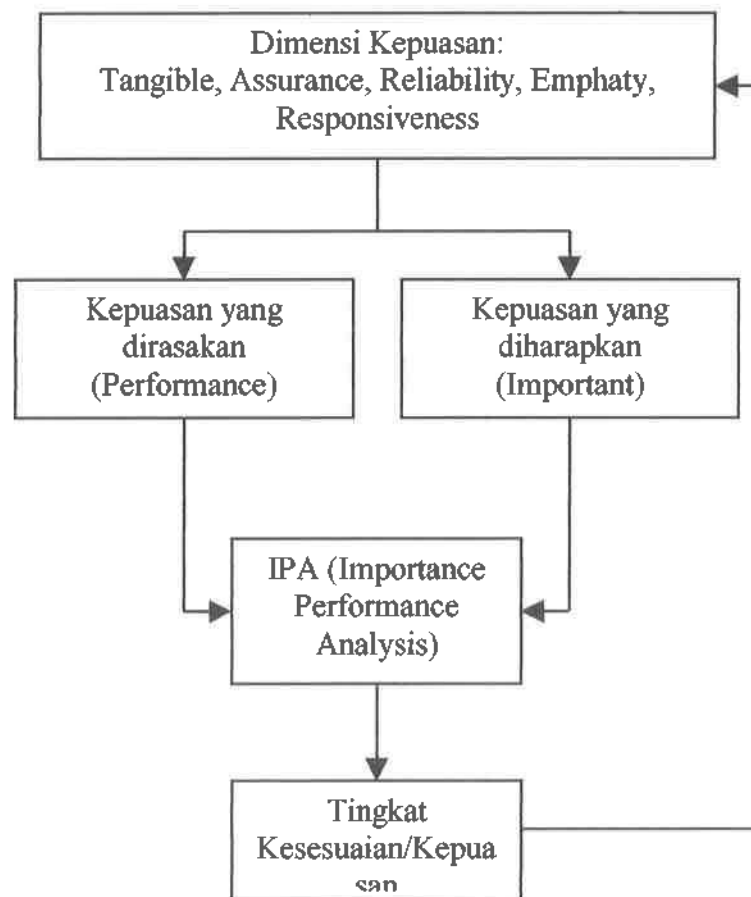 Dimensi Kepuasan:
Tangible, Assurance, Reliability, Emphaty,
Responsiveness
Kepuasan yang
dirasakan
(Performance)
Kepuasan yang
diharapkan
(Important)
IPA (Importance
Performance
Analysis)
Tingkat
Kesesuaian/Kepua
san